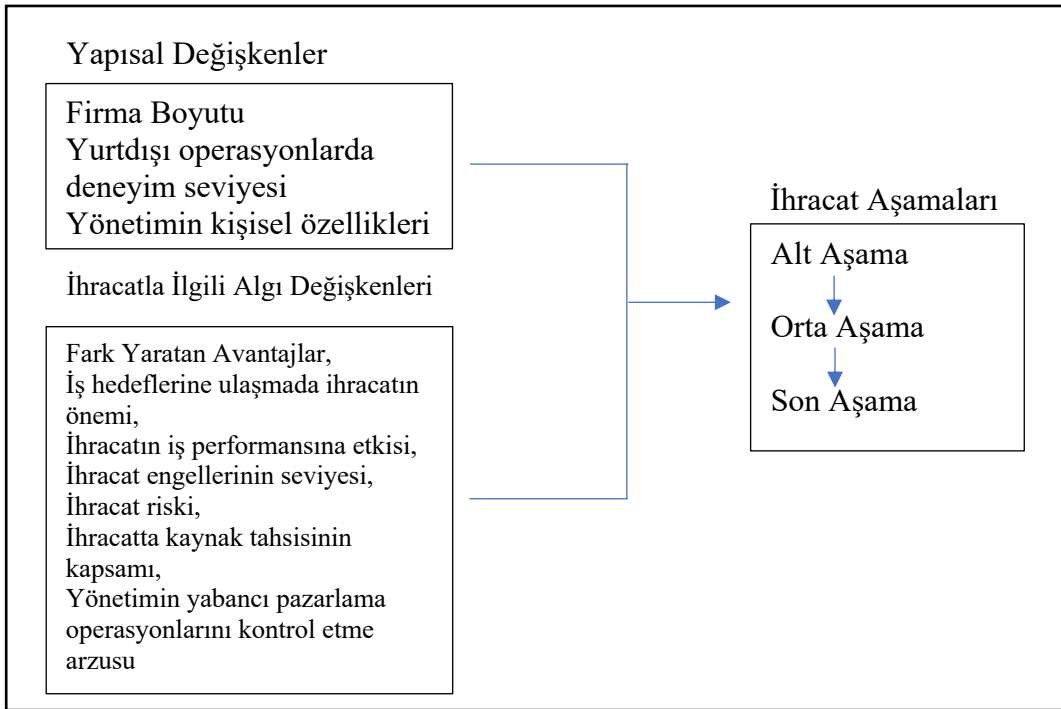 Yapısal Değişkenler
Firma Boyutu
Yurtdışı operasyonlarda
deneyim seviyesi
Yönetimin kişisel özellikleri
İhracatla İlgili Algı Değişkenleri
Fark Yaratan Avantajlar,
İş hedeflerine ulaşmada ihracatın
önemi,
İhracatın iş performansına etkisi,
İhracat engellerinin seviyesi,
İhracat riski,
İhracatta kaynak tahsisinin
kapsamı,
Yönetimin yabancı pazarlama
operasyonlarını kontrol etme
arzusu
İhracat Aşamaları
Alt Aşama
Orta Aşama
Son Aşama